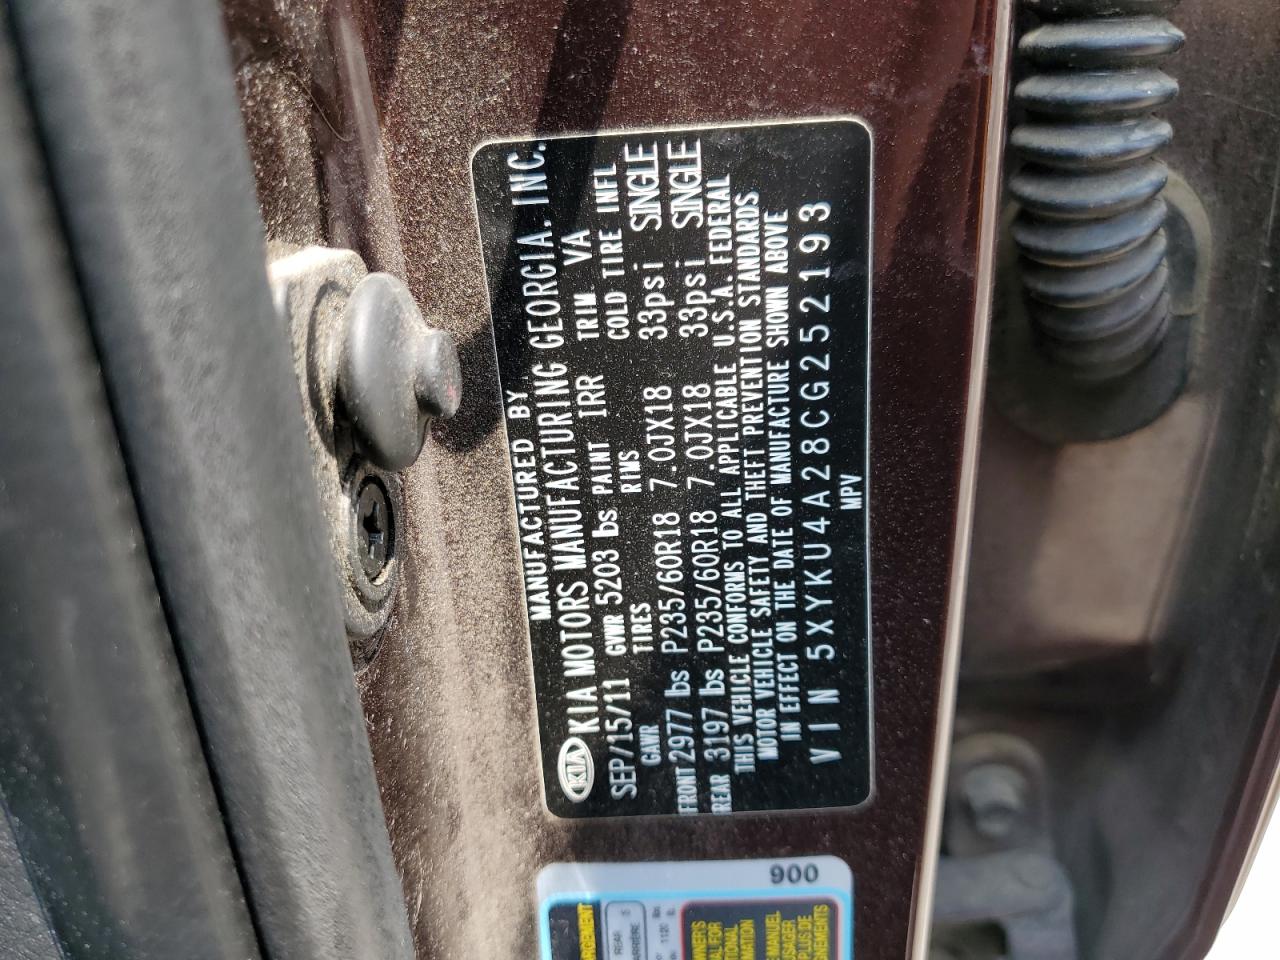 MANUFACTURED BY
KIA KIA MOTORS MANUFACTURING GEORGIA. INC.
SEP/15/11 GVWR 5203 lbs PAINT IRR TRIM VA
GAWR TIRES RIMS COLD TIRE INFL
FRONT 2977 lbs P235/60R18 7.0JX18 33psi SINGLE
REAR 3197 lbs P235/60R18 7.0JX18 33psi SINGLE
THIS VEHICLE CONFORMS TO ALL APPLICABLE U.S.A. FEDERAL
MOTOR VEHICLE SAFETY AND THEFT PREVENTION STANDARDS
IN EFFECT ON THE DATE OF MANUFACTURE SHOWN ABOVE
VIN 5XYKU4A28CG252193
MPV
900
REAR 5